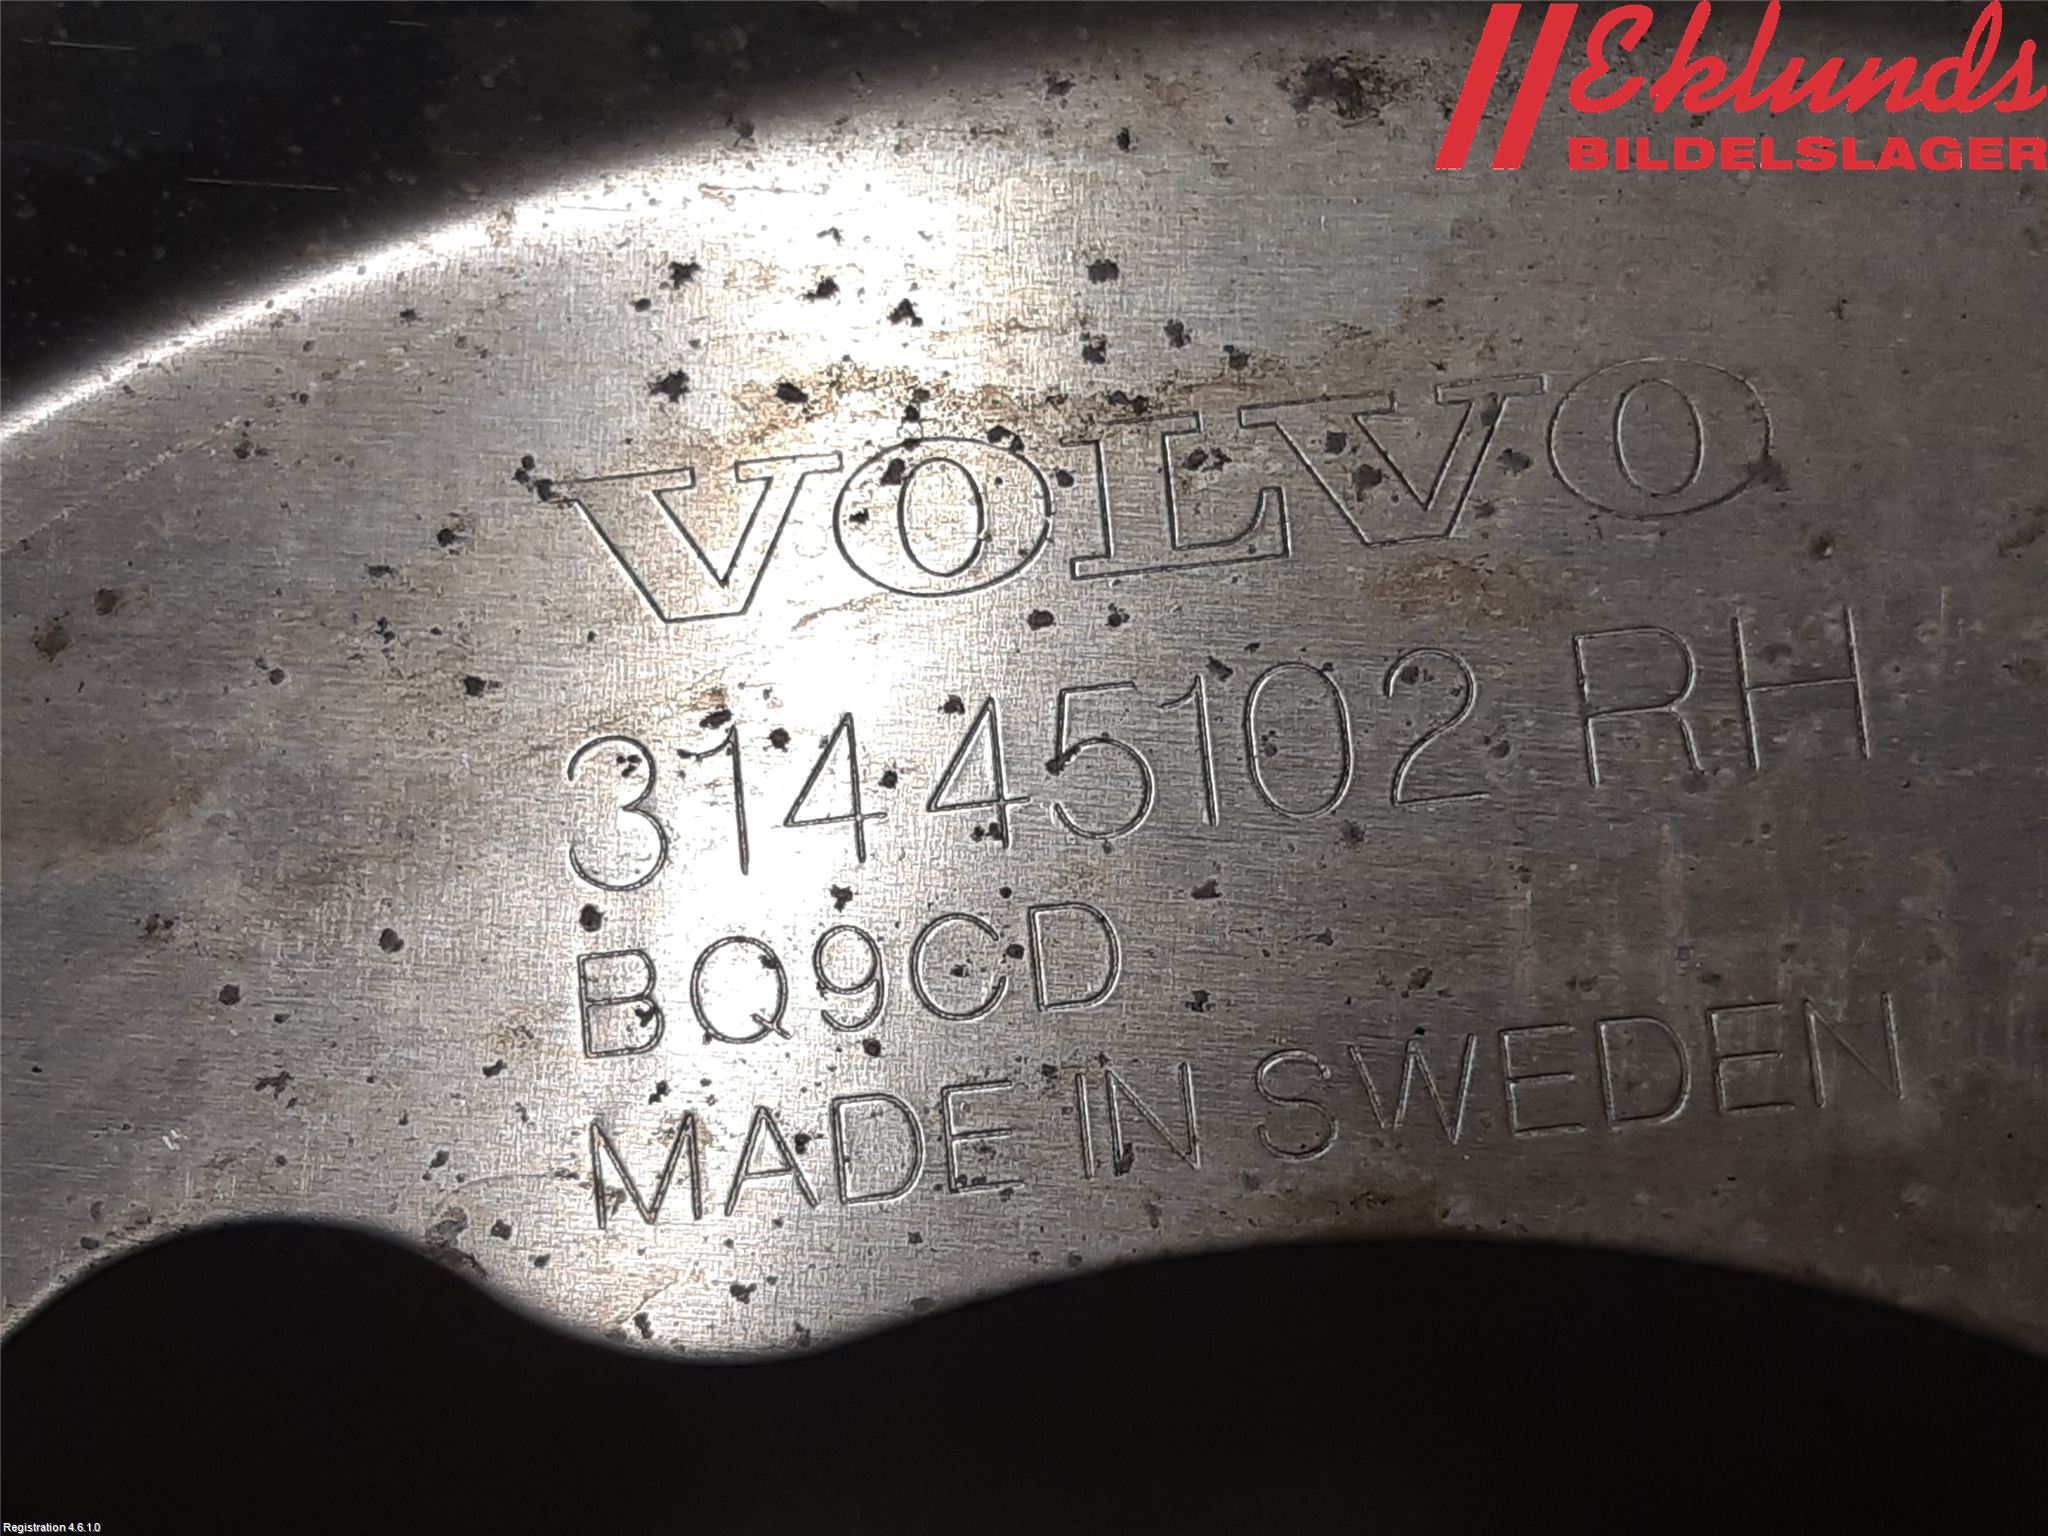 Eklunds
BILDELSLAGER
VOLVO
31445102 RH
BQ9CD
MADE IN SWEDEN
Registration 4.6.1.0